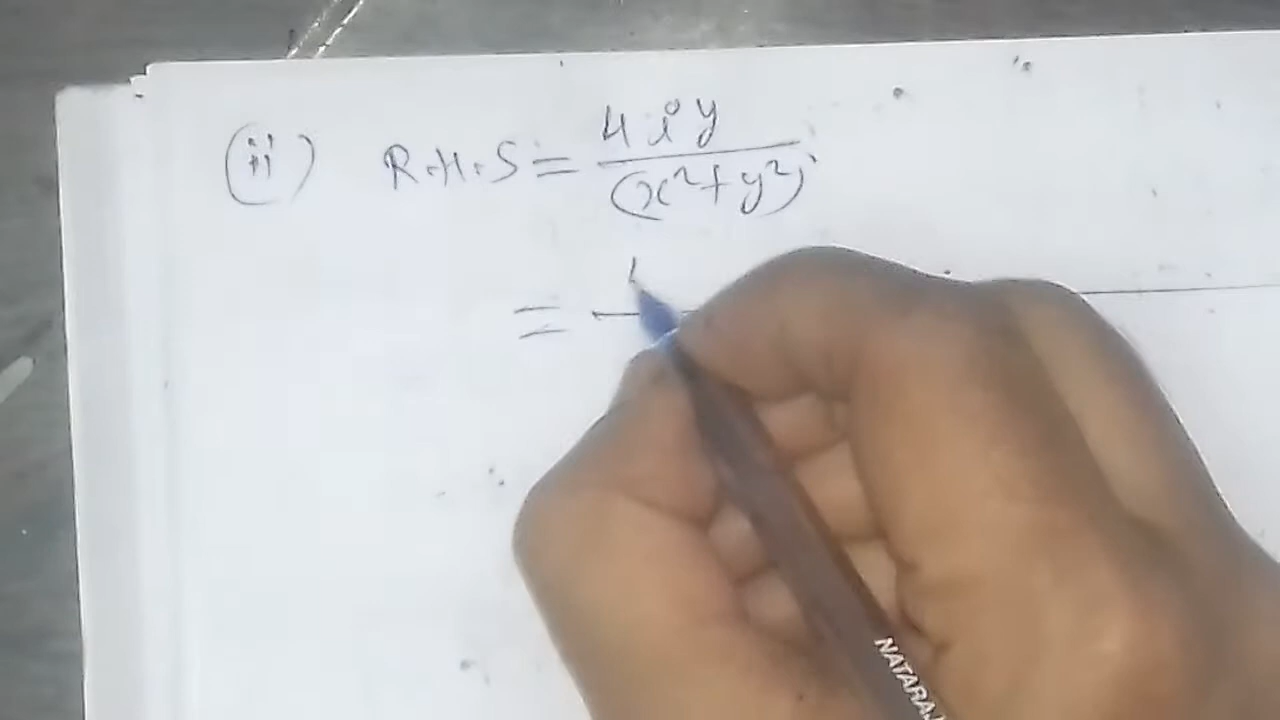 (ii) R.H.S = 4iy / (x²+y²)
=
NATARAJ